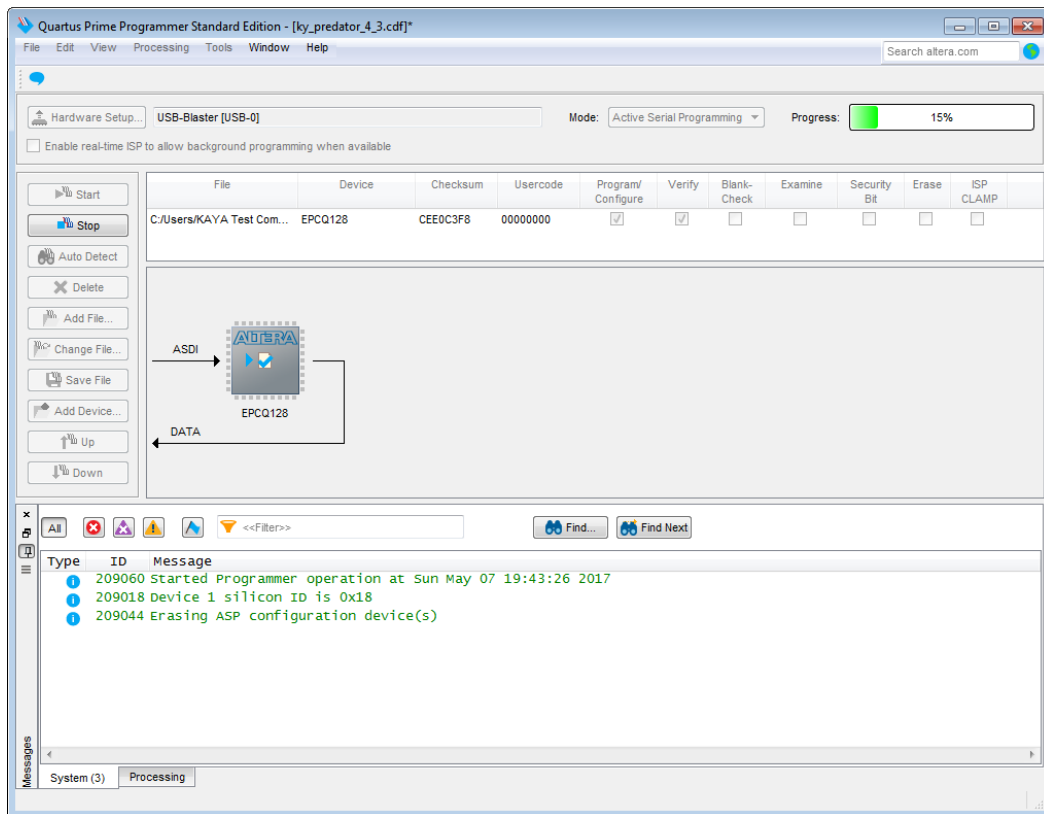 Quartus Prime Programmer Standard Edition - [ky_predator_4_3.cdf]*
File Edit View Processing Tools Window Help
Search altera.com
Hardware Setup... USB-Blaster [USB-0] Mode: Active Serial Programming Progress: 15%
Enable real-time ISP to allow background programming when available
Start
Stop
Auto Detect
Delete
Add File...
Change File...
Save File
Add Device...
Up
Down
File Device Checksum Usercode Program/ Verify Blank- Examine Security Erase ISP
Configure Check Bit CLAMP
C:/Users/KAYA Test Com... EPCQ128 CEE0C3F8 00000000
ALTERA
ASDI
EPCQ128
DATA
All <<Filter>> Find... Find Next
Type ID Message
209060 Started Programmer operation at Sun May 07 19:43:26 2017
209018 Device 1 silicon ID is 0x18
209044 Erasing ASP configuration device(s)
Messages
System (3) Processing